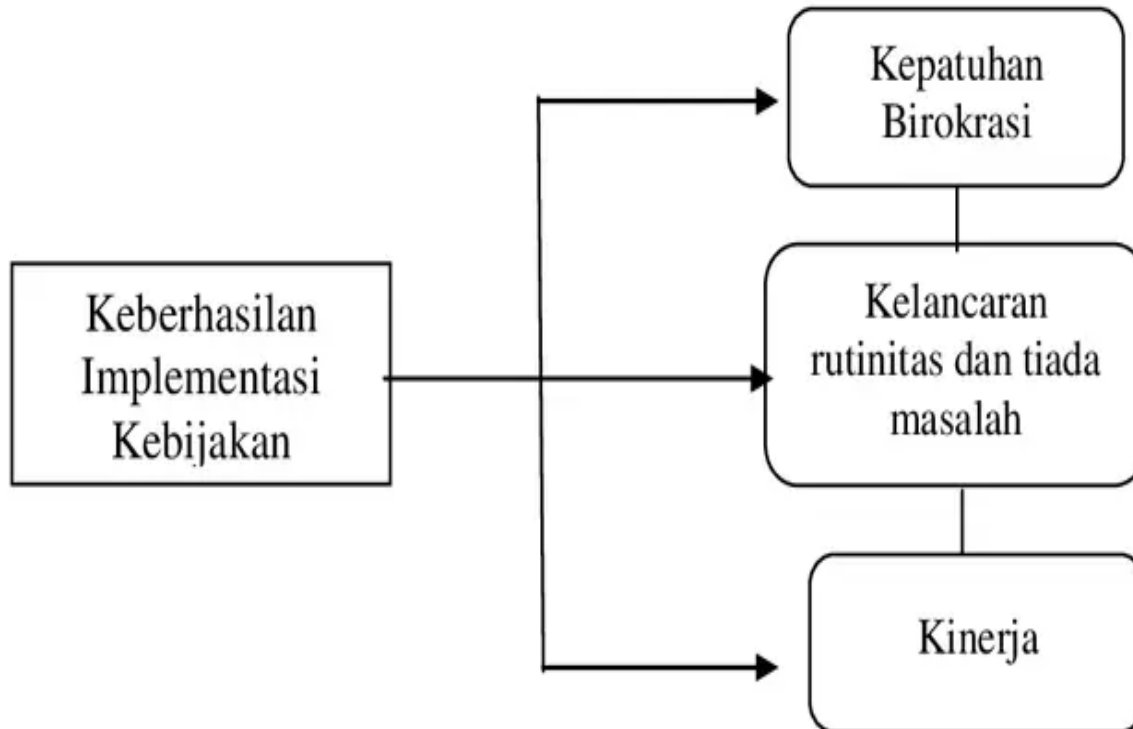 Kepatuhan
Birokrasi
Keberhasilan
Implementasi
Kebijakan
Kelancaran
rutinitas dan tiada
masalah
Kinerja